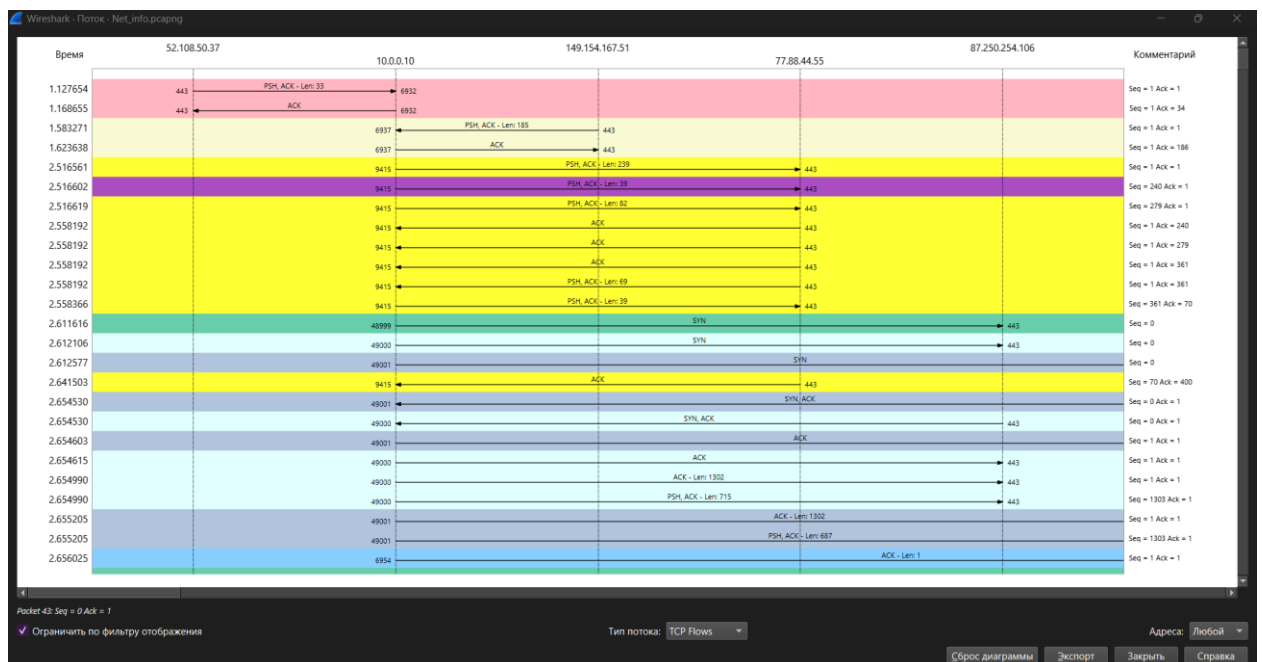 Wireshark · Поток · Net_info.pcapng
Время 52.108.50.37 10.0.0.10 149.154.167.51 77.88.44.55 87.250.254.106 Комментарий
1.127654 443 PSH, ACK - Len: 33 6932 Seq = 1 Ack = 1
1.168655 443 ACK 6932 Seq = 1 Ack = 34
1.583271 6937 PSH, ACK - Len: 185 443 Seq = 1 Ack = 1
1.623638 6937 ACK 443 Seq = 1 Ack = 186
2.516561 9415 PSH, ACK - Len: 239 443 Seq = 1 Ack = 1
2.516602 9415 PSH, ACK - Len: 39 443 Seq = 240 Ack = 1
2.516619 9415 PSH, ACK - Len: 82 443 Seq = 279 Ack = 1
2.558192 9415 ACK 443 Seq = 1 Ack = 240
2.558192 9415 ACK 443 Seq = 1 Ack = 279
2.558192 9415 ACK 443 Seq = 1 Ack = 361
2.558192 9415 PSH, ACK - Len: 69 443 Seq = 1 Ack = 361
2.558366 9415 PSH, ACK - Len: 39 443 Seq = 361 Ack = 70
2.611616 48999 SYN 443 Seq = 0
2.612106 49000 SYN 443 Seq = 0
2.612577 49001 SYN Seq = 0
2.641503 9415 ACK 443 Seq = 70 Ack = 400
2.654530 49001 SYN, ACK Seq = 0 Ack = 1
2.654530 49000 SYN, ACK 443 Seq = 0 Ack = 1
2.654603 49001 ACK Seq = 1 Ack = 1
2.654615 49000 ACK 443 Seq = 1 Ack = 1
2.654990 49000 ACK - Len: 1302 443 Seq = 1 Ack = 1
2.654990 49000 PSH, ACK - Len: 715 443 Seq = 1303 Ack = 1
2.655205 49001 ACK - Len: 1302 Seq = 1 Ack = 1
2.655205 49001 PSH, ACK - Len: 687 Seq = 1303 Ack = 1
2.656025 6954 ACK - Len: 1 Seq = 1 Ack = 1
Packet 43: Seq = 0 Ack = 1
Ограничить по фильтру отображения Тип потока: TCP Flows Адреса: Любой
Сброс диаграммы Экспорт Закрыть Справка